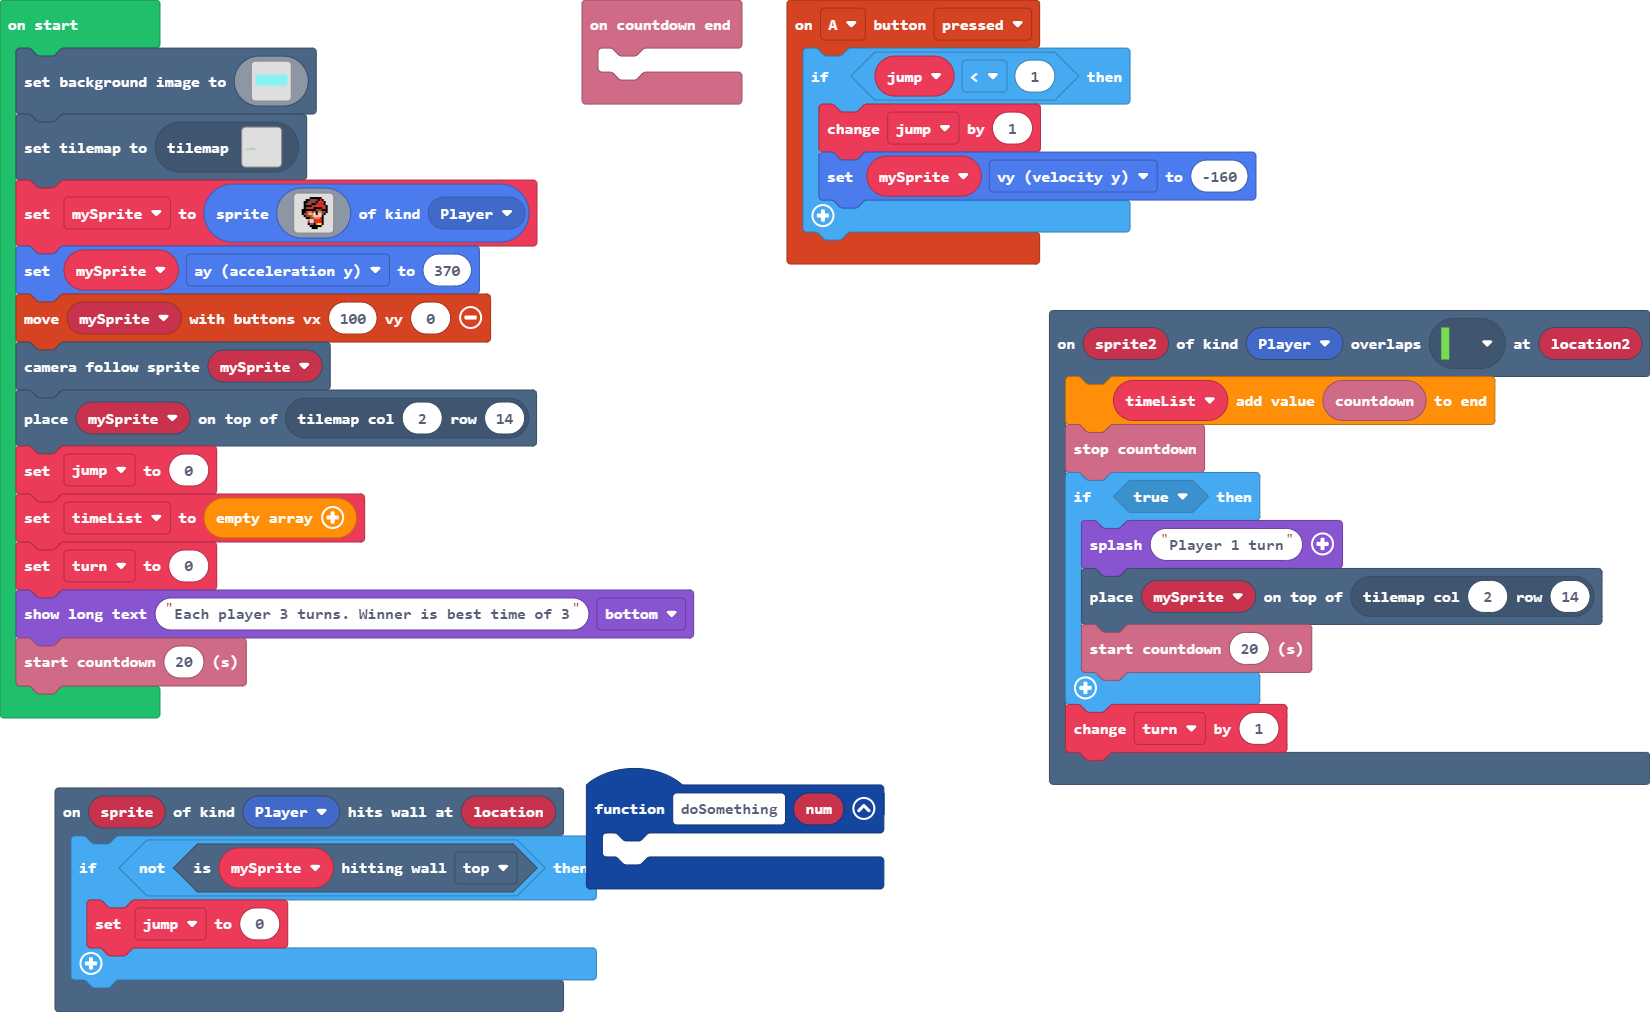 on start
set background image to
set tilemap to tilemap
set mySprite to sprite of kind Player
set mySprite ay (acceleration y) to 370
move mySprite with buttons vx 100 vy 0
camera follow sprite mySprite
place mySprite on top of tilemap col 2 row 14
set jump to 0
set timeList to empty array
set turn to 0
show long text "Each player 3 turns. Winner is best time of 3" bottom
start countdown 20 (s)
on countdown end
on A button pressed
if jump < 1 then
change jump by 1
set mySprite vy (velocity y) to -160
on sprite2 of kind Player overlaps at location2
timeList add value countdown to end
stop countdown
if true then
splash "Player 1 turn"
place mySprite on top of tilemap col 2 row 14
start countdown 20 (s)
change turn by 1
on sprite of kind Player hits wall at location
if not is mySprite hitting wall top then
set jump to 0
function doSomething num